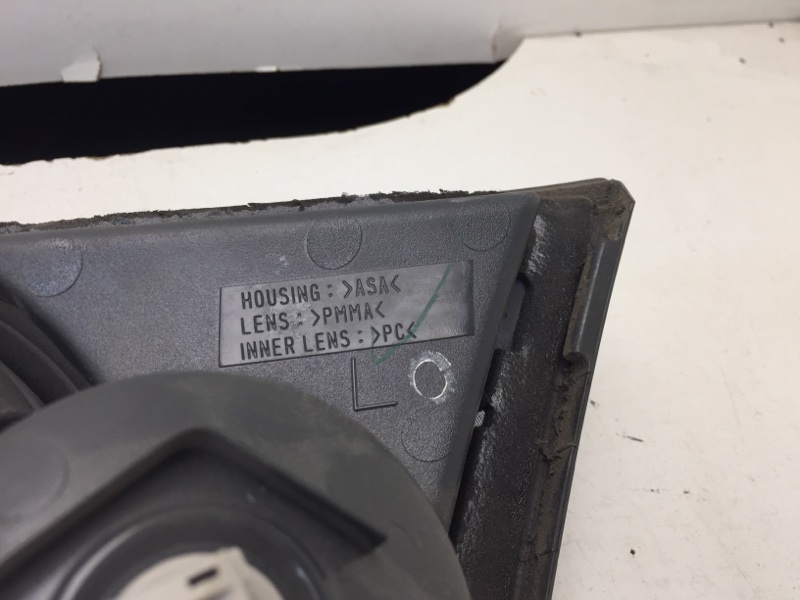 HOUSING : >ASA<
LENS : >PMMA<
INNER LENS : >PC<
L